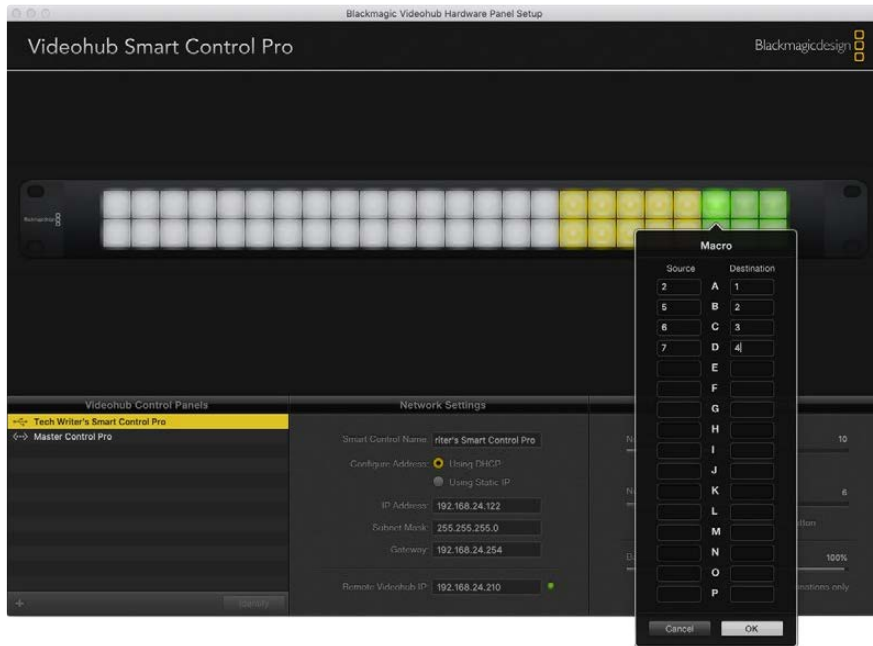 Blackmagic Videohub Hardware Panel Setup
Videohub Smart Control Pro
Blackmagicdesign
Macro
Source Destination
2 A 1
5 B 2
6 C 3
7 D 4
E
F
G
H
I
J
K
L
M
N
O
P
Cancel OK
Videohub Control Panels
Tech Writer's Smart Control Pro
Master Control Pro
+ Identify
Network Settings
Smart Control Name: riter's Smart Control Pro
Configure Address: Using DHCP
Using Static IP
IP Address: 192.168.24.122
Subnet Mask: 255.255.255.0
Gateway: 192.168.24.254
Remote Videohub IP: 192.168.24.210
10
6
100%